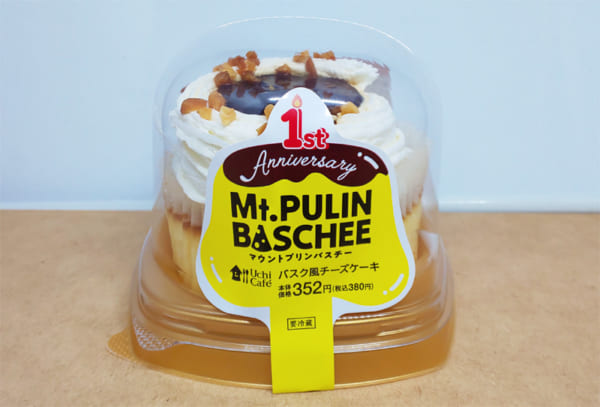 1st
Anniversary
Mt.PULIN
BASCHEE
マウントプリンバスチー
Uchi Café バスク風チーズケーキ
本体価格 352円(税込380円)
要冷蔵